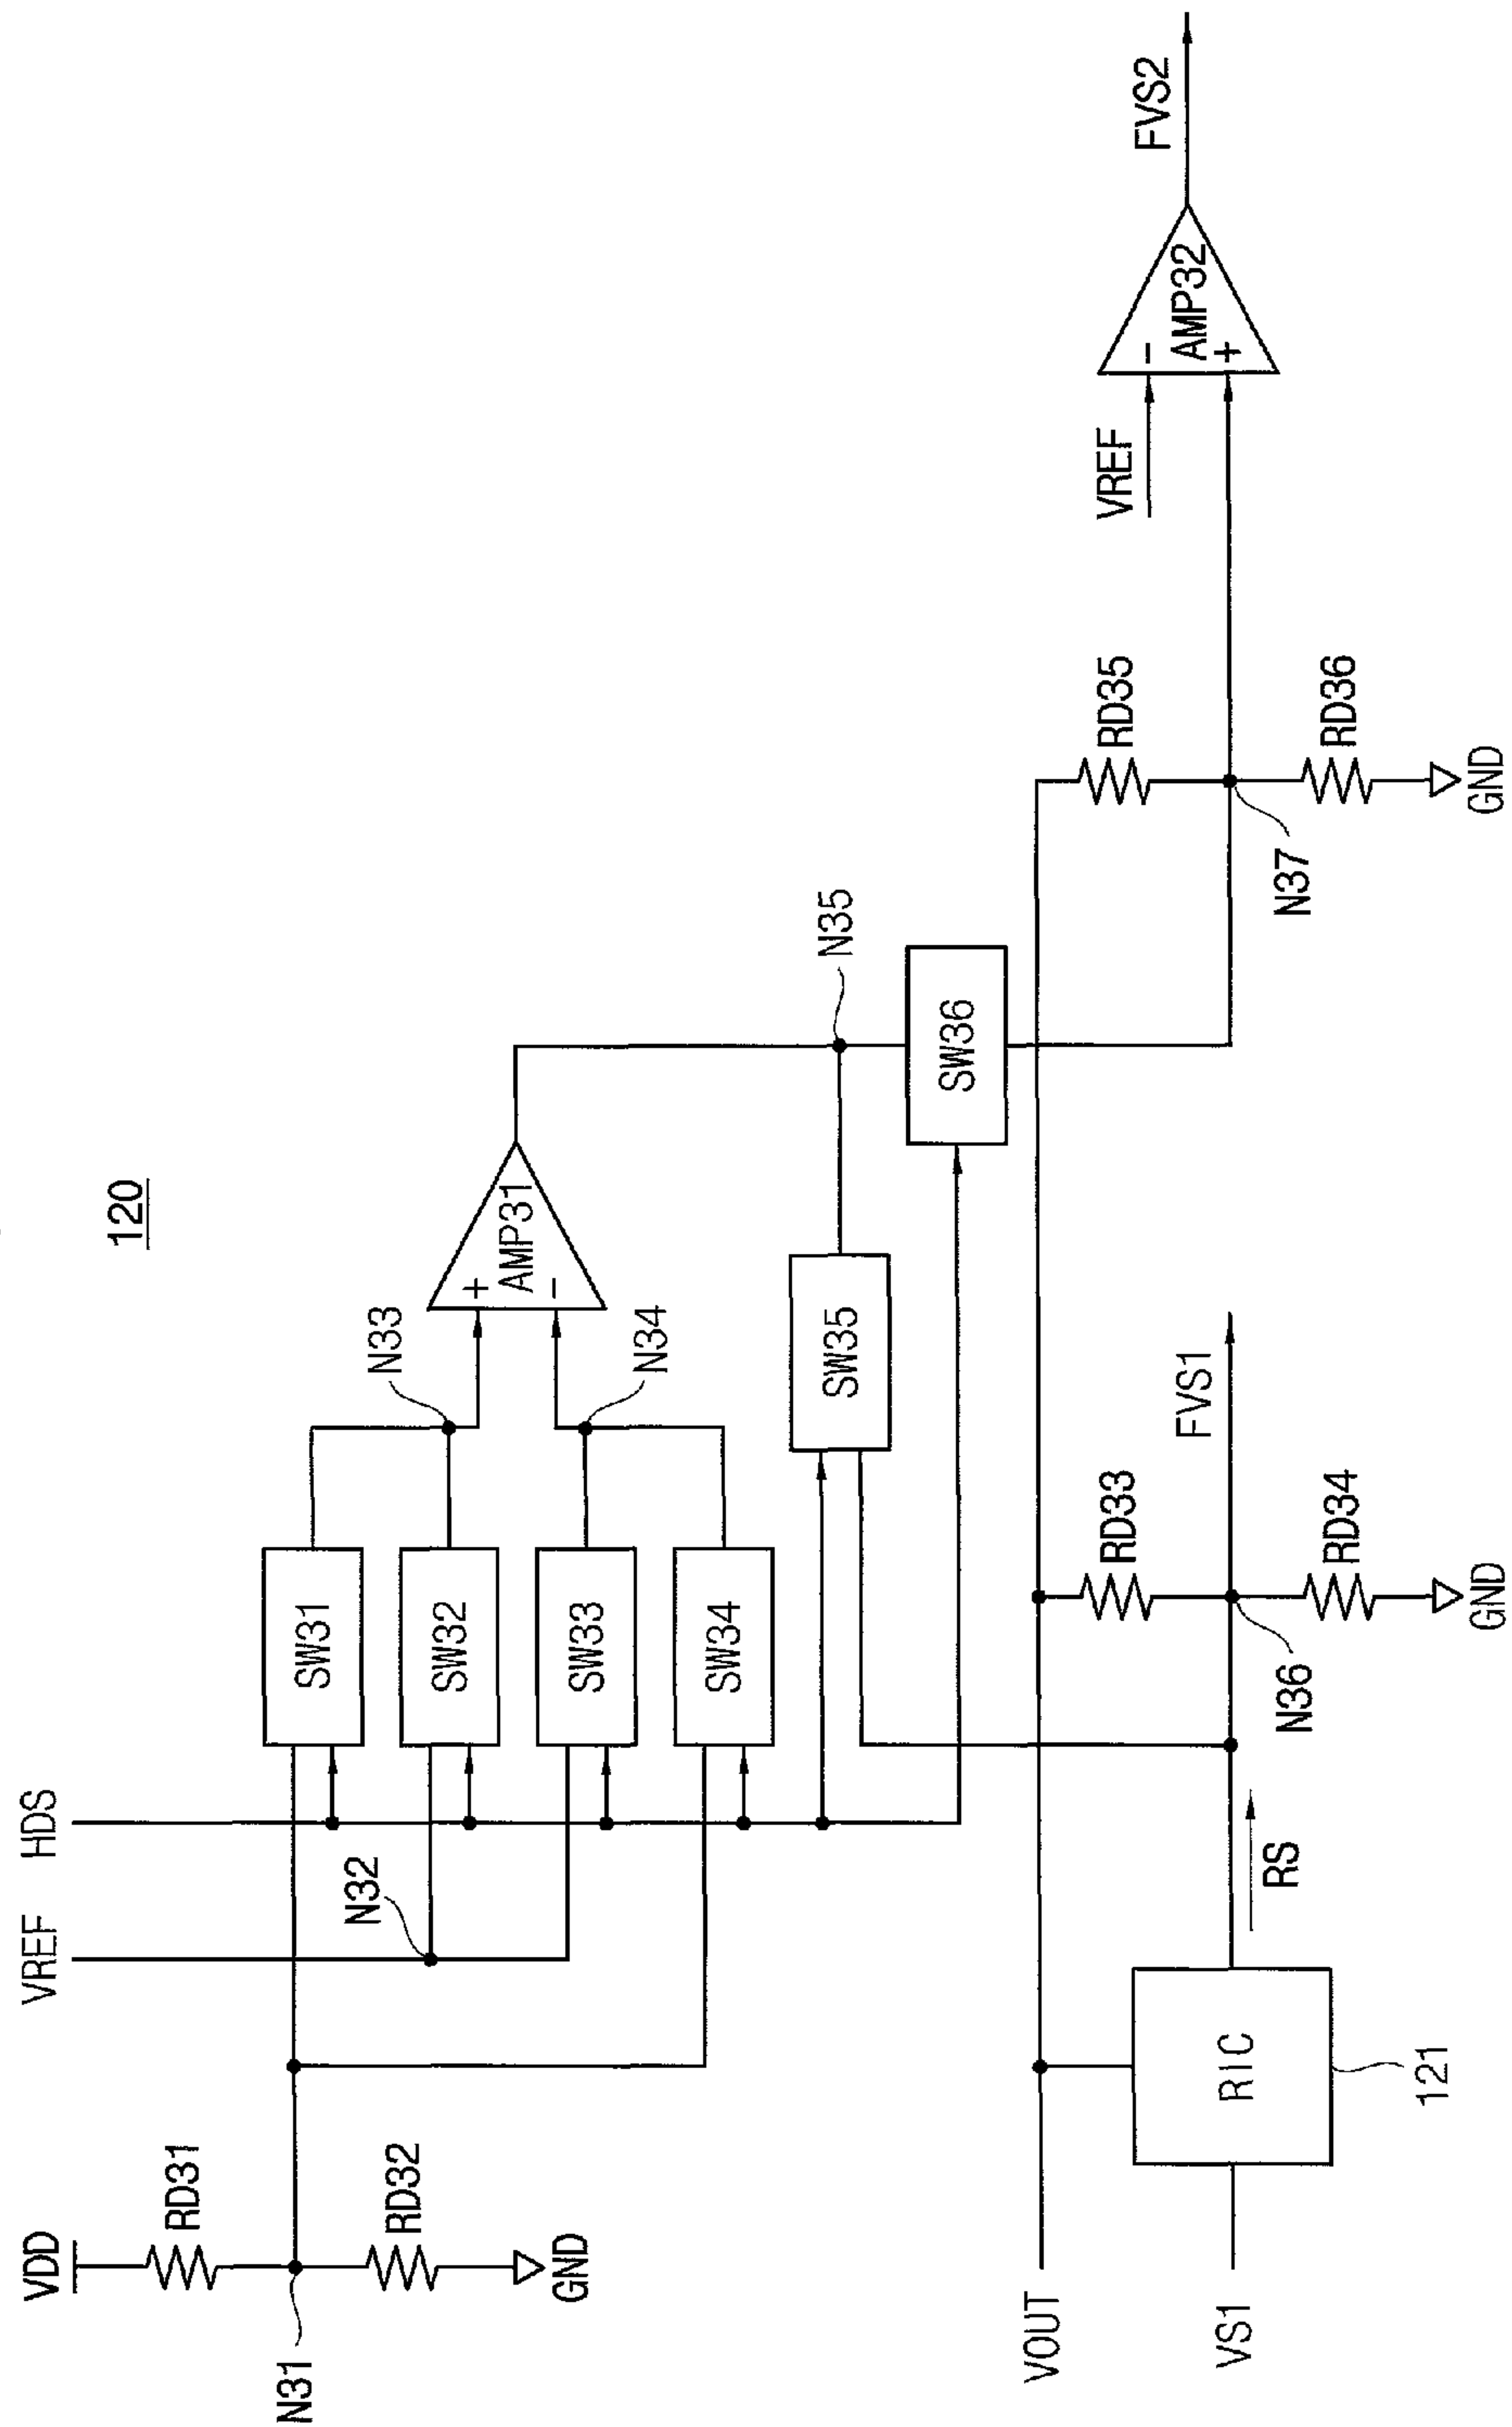 120
VDD
VREF
HDS
RD31
RD32
GND
N31
N32
SW31
SW32
SW33
SW34
N33
N34
+
AMP31
-
SW35
N35
SW36
VOUT
VS1
RIC
121
RS
RD33
RD34
GND
N36
FVS1
RD35
RD36
GND
N37
VREF
-
AMP32
+
FVS2